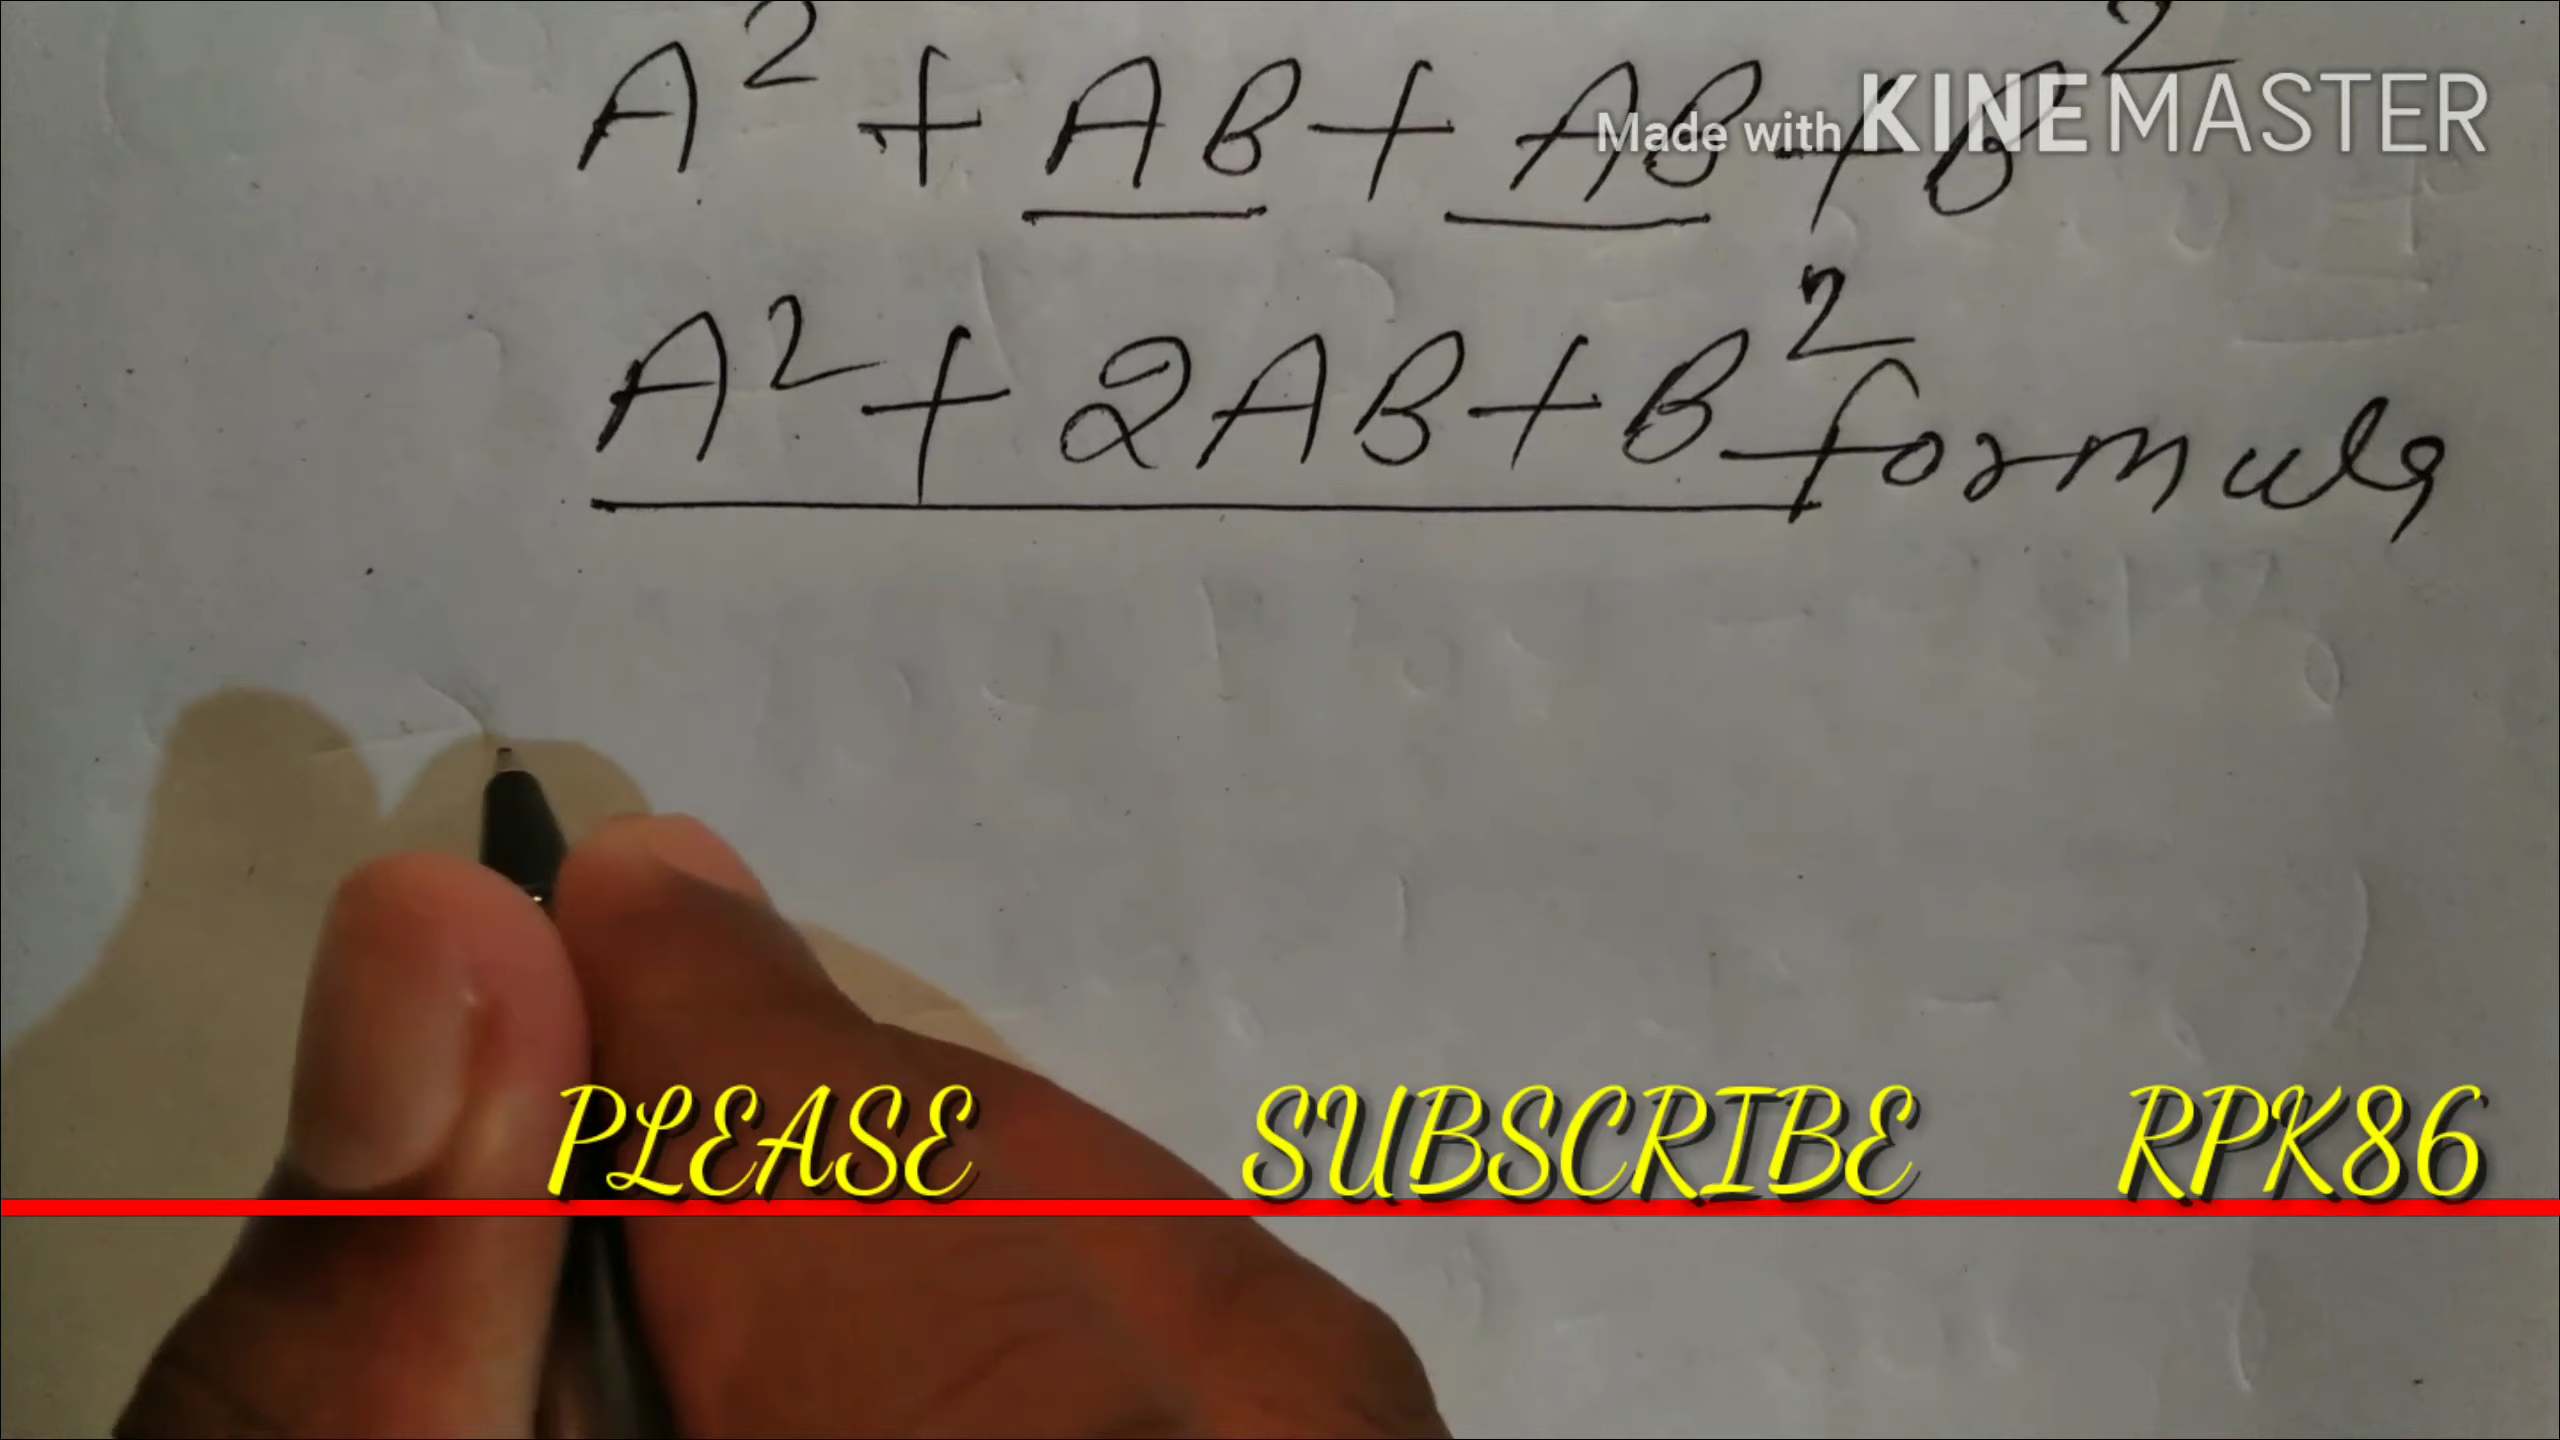 A² + AB + AB + B²
Made with KINEMASTER
A² + 2AB + B² formula
PLEASE SUBSCRIBE RPK86